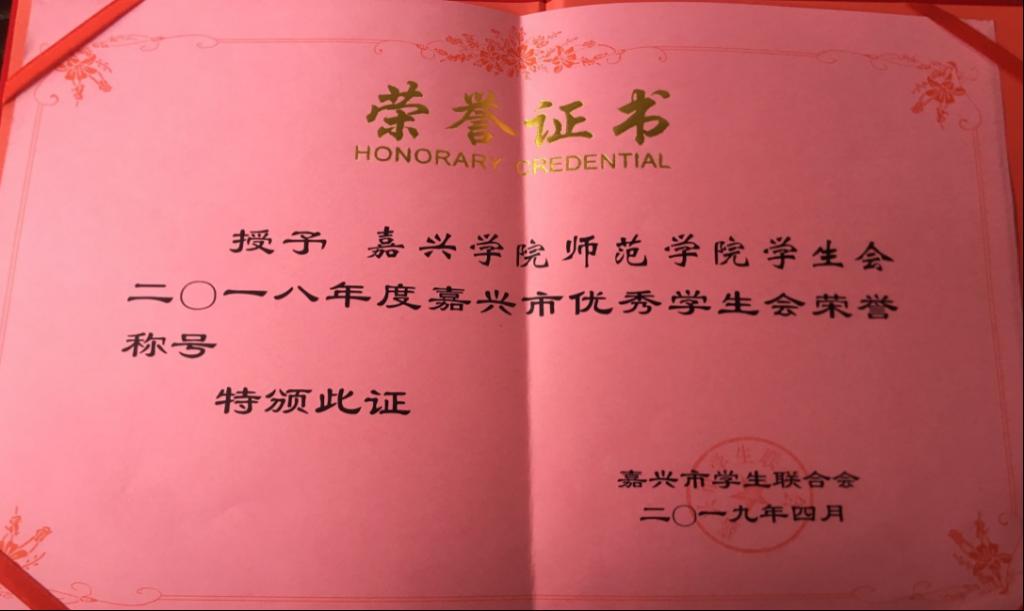 荣誉证书
HONORARY CREDENTIAL
授予 嘉兴学院师范学院学生会
二〇一八年度嘉兴市优秀学生会荣誉
称号
特颁此证
嘉兴市学生联合会
二〇一九年四月